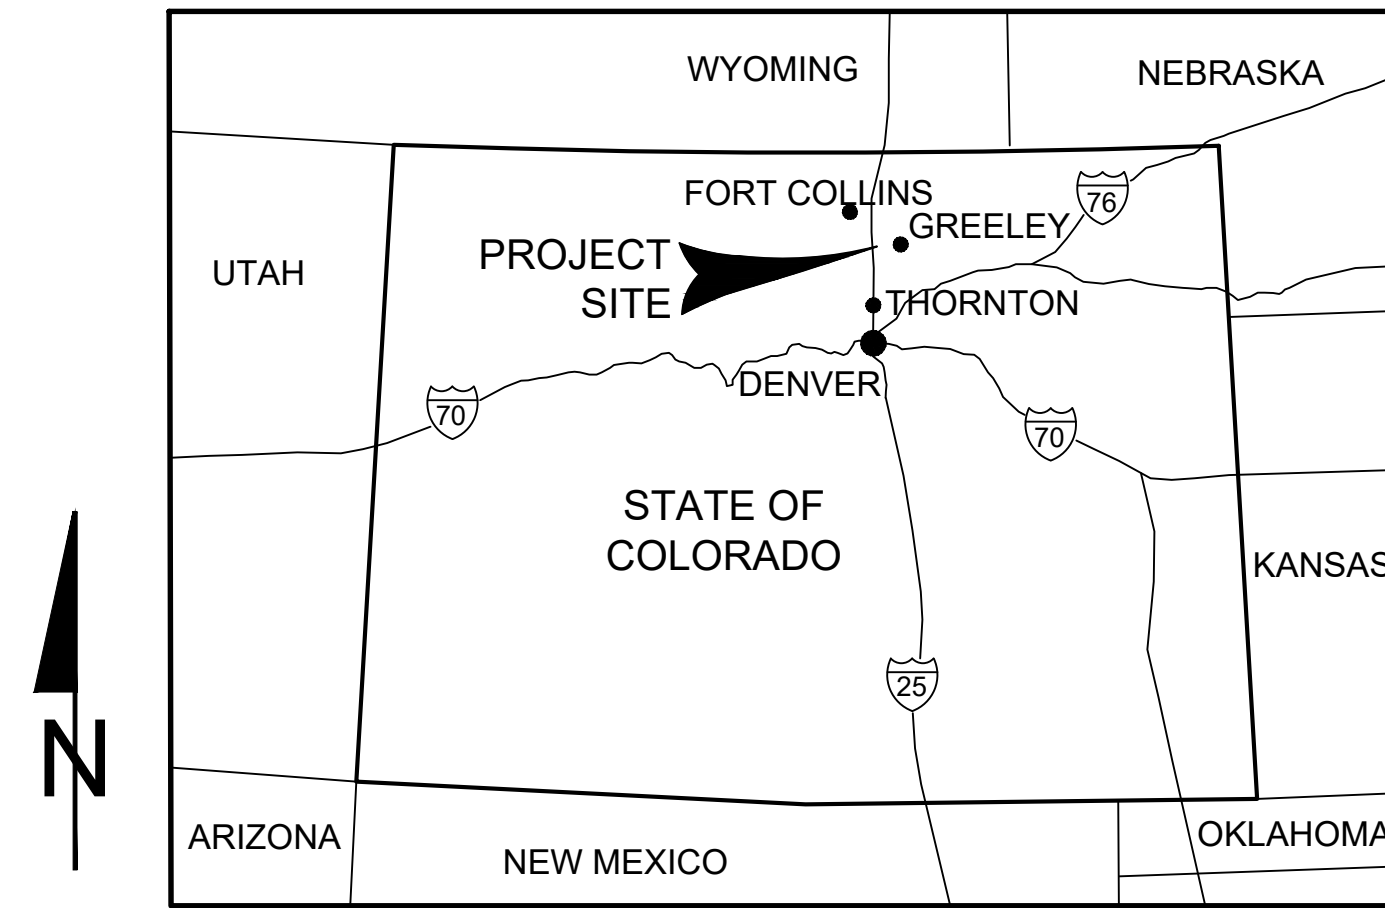 WYOMING
NEBRASKA
FORT COLLINS
76
GREELEY
PROJECT
SITE
UTAH
THORNTON
DENVER
70
70
STATE OF
COLORADO
KANSAS
25
N
ARIZONA
NEW MEXICO
OKLAHOMA